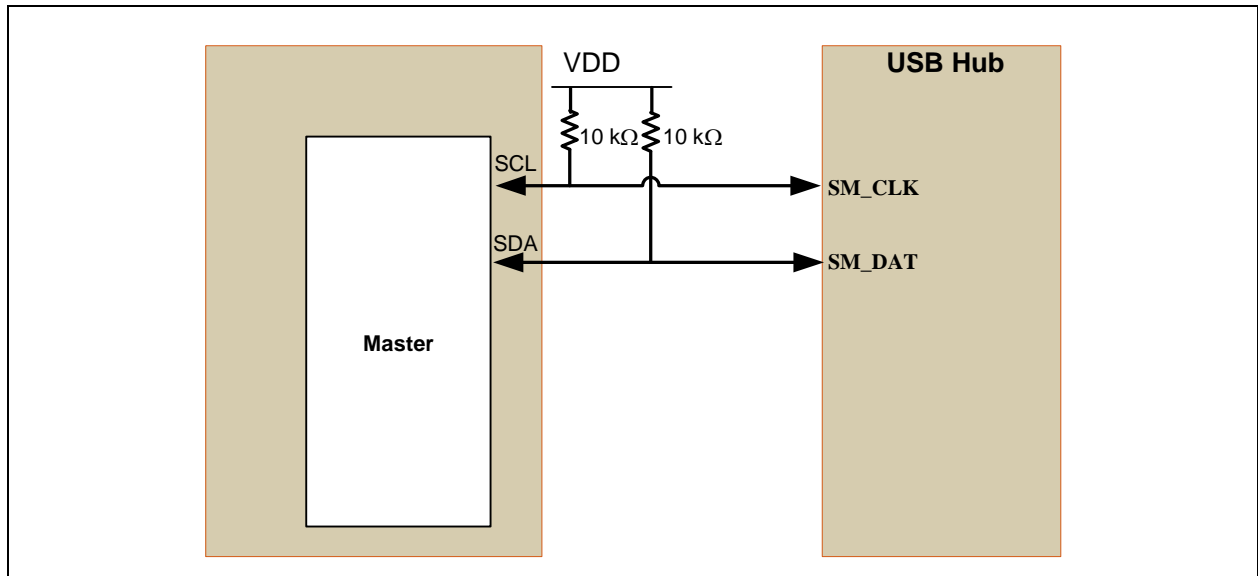 VDD
USB Hub
10 kΩ 10 kΩ
SCL
SM_CLK
SDA
SM_DAT
Master